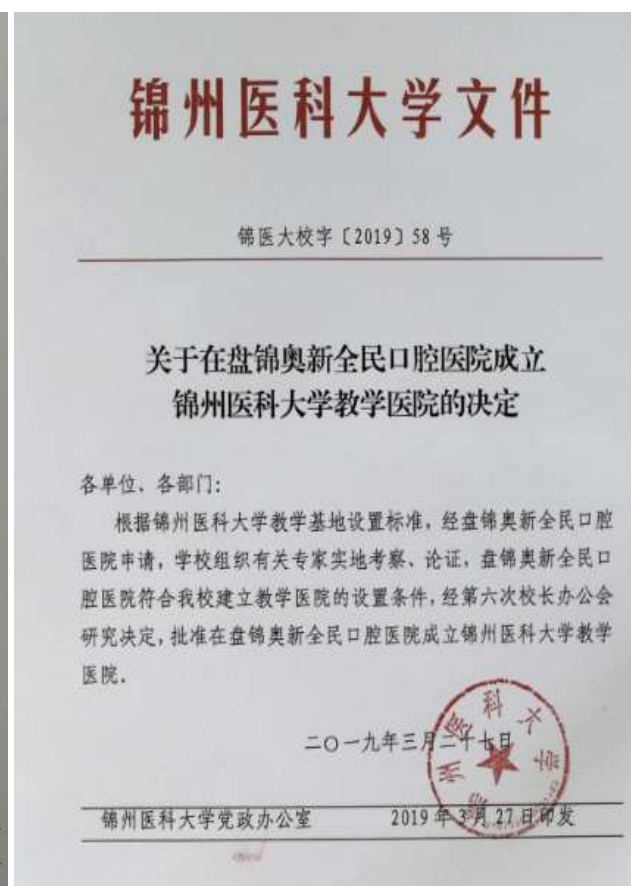 锦州医科大学文件
锦医大校字〔2019〕58号
关于在盘锦奥新全民口腔医院成立
锦州医科大学教学医院的决定
各单位、各部门：
根据锦州医科大学教学基地设置标准，经盘锦奥新全民口腔
医院申请，学校组织有关专家实地考察、论证，盘锦奥新全民口
腔医院符合我校建立教学医院的设置条件，经第六次校长办公会
研究决定，批准在盘锦奥新全民口腔医院成立锦州医科大学教学
医院。
二〇一九年三月二十七日
锦州医科大学
锦州医科大学党政办公室 2019年3月27日印发